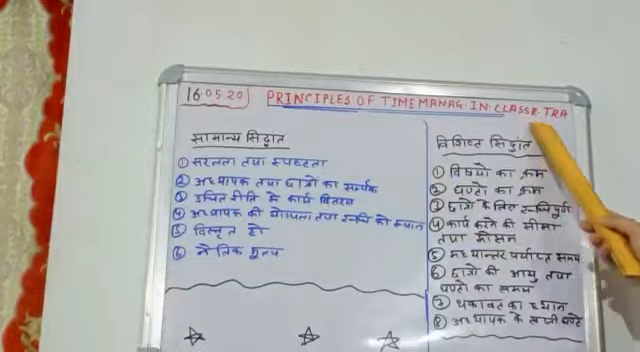 16·05·20
PRINCIPLES OF TIME MANAG. IN CLASSR. TRA
सामान्य सिद्वांत
① सरलता तथा स्पष्टता
② अध्यापक तथा छात्रों का सम्पर्क
③ उचित रीति से कार्य वितरण
④ अध्यापक की योग्यता तथा रुचि को स्थान
⑤ विस्तृत हो
⑥ नैतिक मूल्य
विशिष्ट सिद्वांत
① विषयों का क्रम
② घण्टों का क्रम
③ छात्रों के लिए रुचिपूर्ण
④ कार्य करने की सीमा
तथा मौसम
⑤ मध्यान्तर पर्याप्त समय
⑥ छात्रों की आयु तथा
घण्टों का समय
⑦ थकावट का ध्यान
⑧ अध्यापक के खाली घण्टे